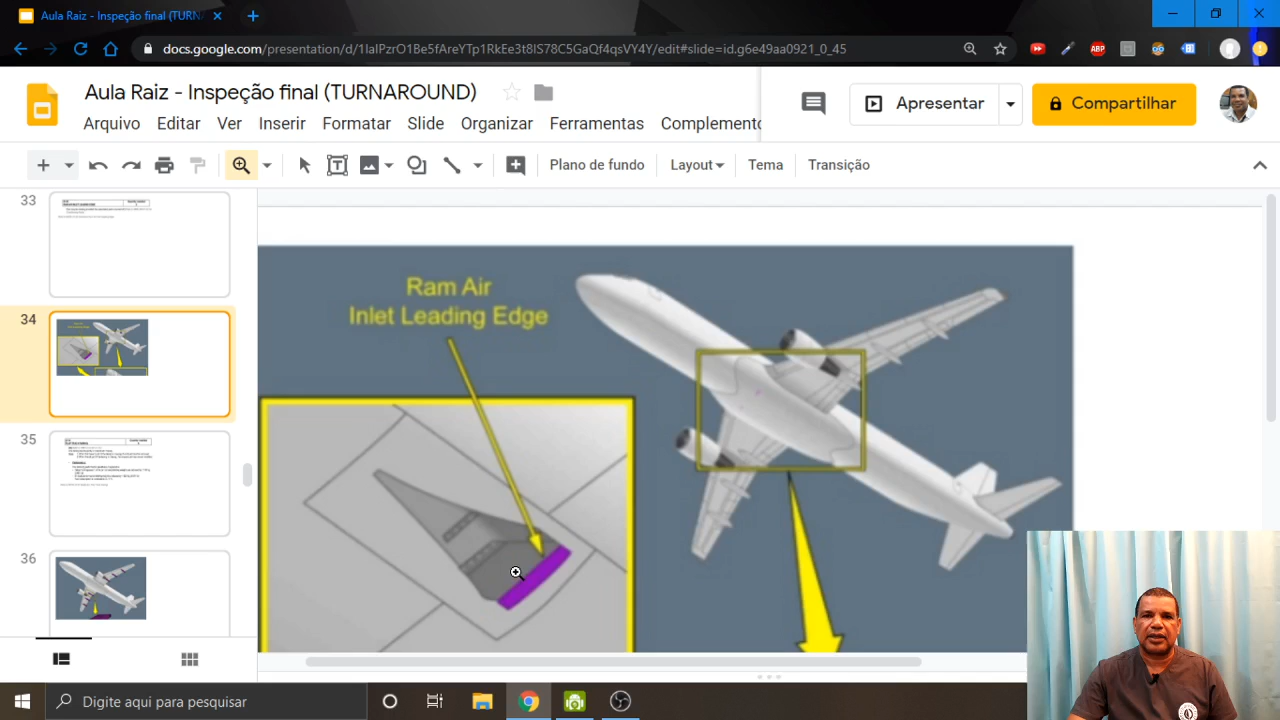 Aula Raiz - Inspeção final (TURN
docs.google.com/presentation/d/1IaIPzrO1Be5fAreYTp1RkEe3t8IS78C5GaQf4qsVY4Y/edit#slide=id.g6e49aa0921_0_45
ABP
Aula Raiz - Inspeção final (TURNAROUND)
Apresentar
Compartilhar
Arquivo Editar Ver Inserir Formatar Slide Organizar Ferramentas Complemento
Plano de fundo Layout Tema Transição
33
34
35
36
Ram Air
Inlet Leading Edge
Digite aqui para pesquisar